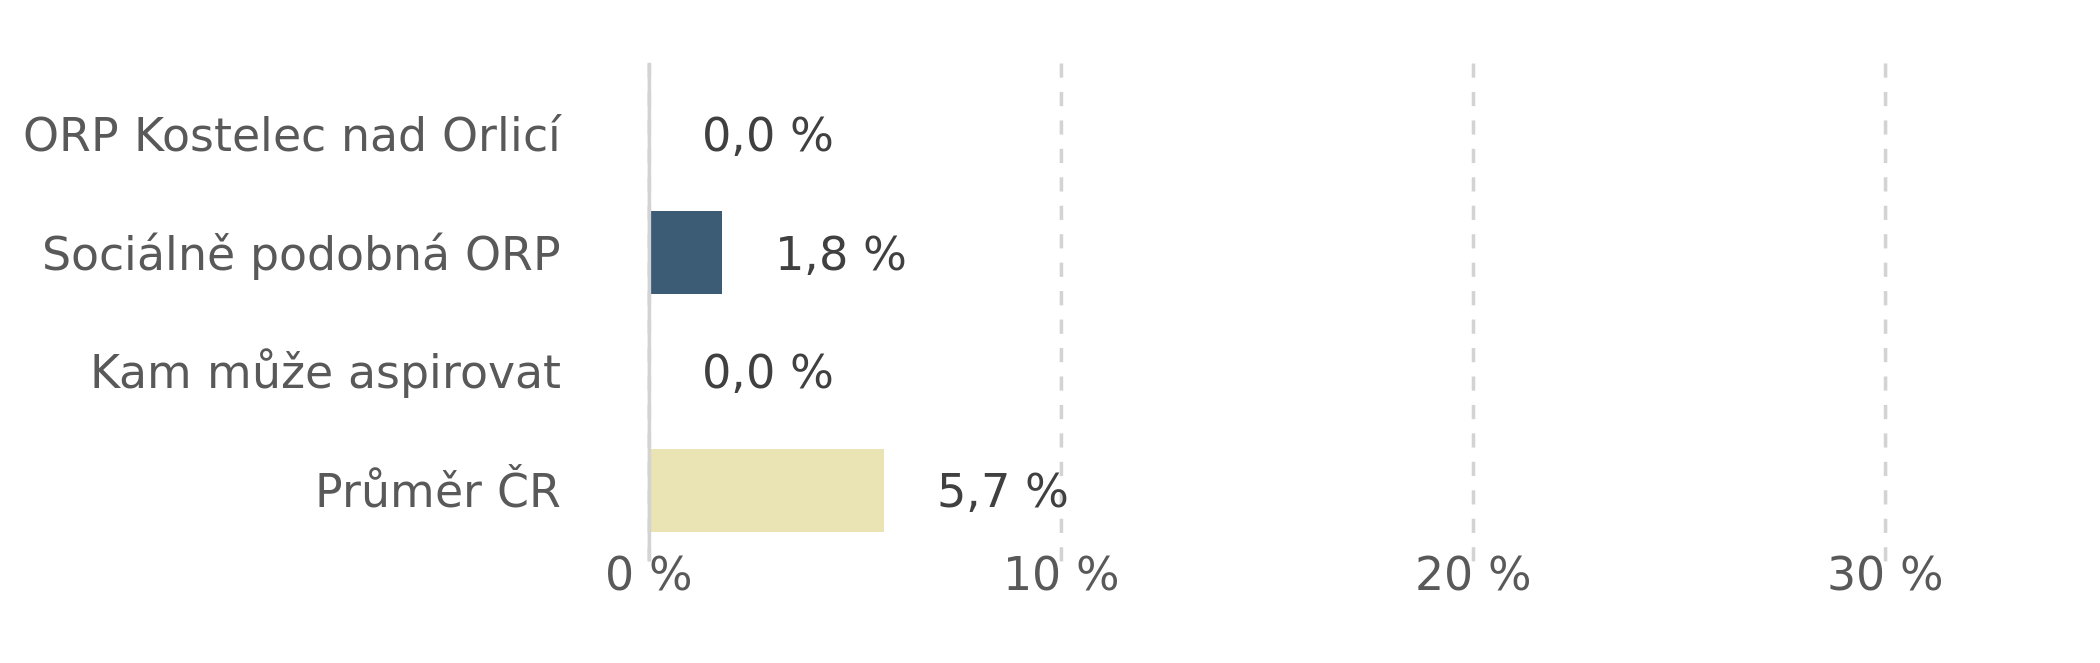 ORP Kostelec nad Orlicí 0,0 %
Sociálně podobná ORP 1,8 %
Kam může aspirovat 0,0 %
Průměr ČR 5,7 %
0 % 10 % 20 % 30 %